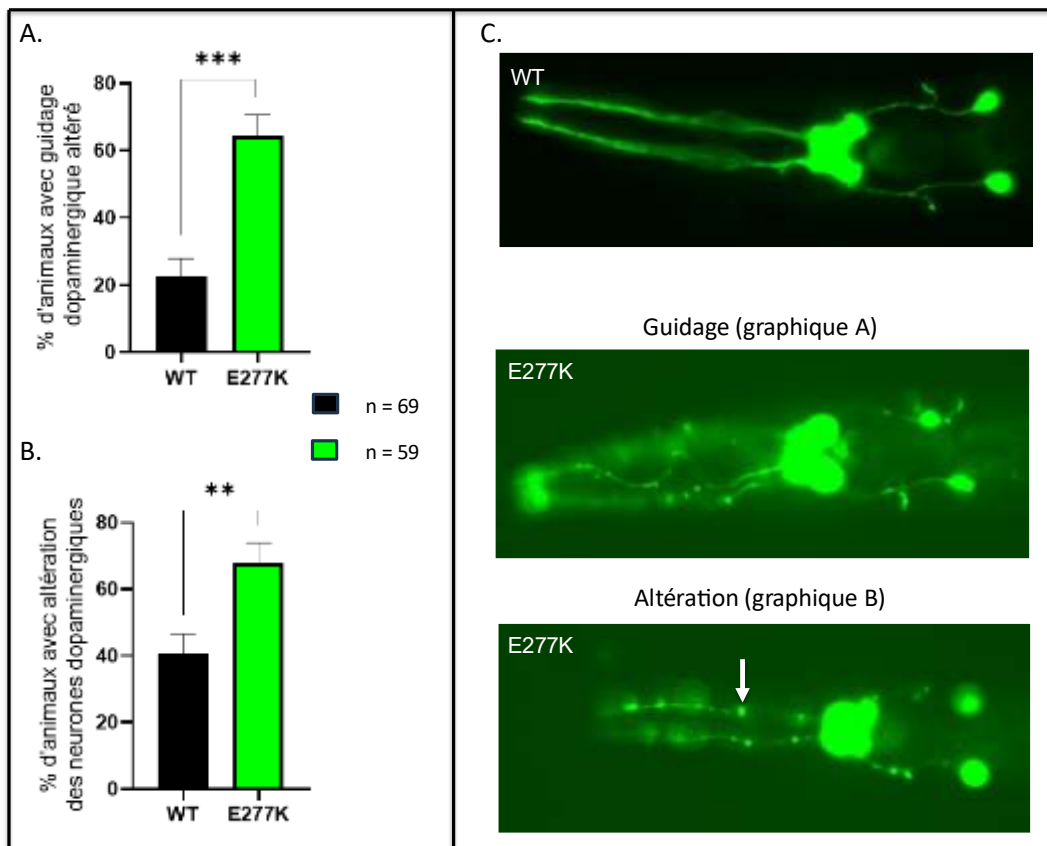 A.
***
80
60
40
20
0
% d'animaux avec guidage
dopaminergique altéré
WT E277K
n = 69
n = 59
B.
**
80
60
40
20
0
% d'animaux avec altération
des neurones dopaminergiques
WT E277K
C.
WT
Guidage (graphique A)
E277K
Altération (graphique B)
E277K